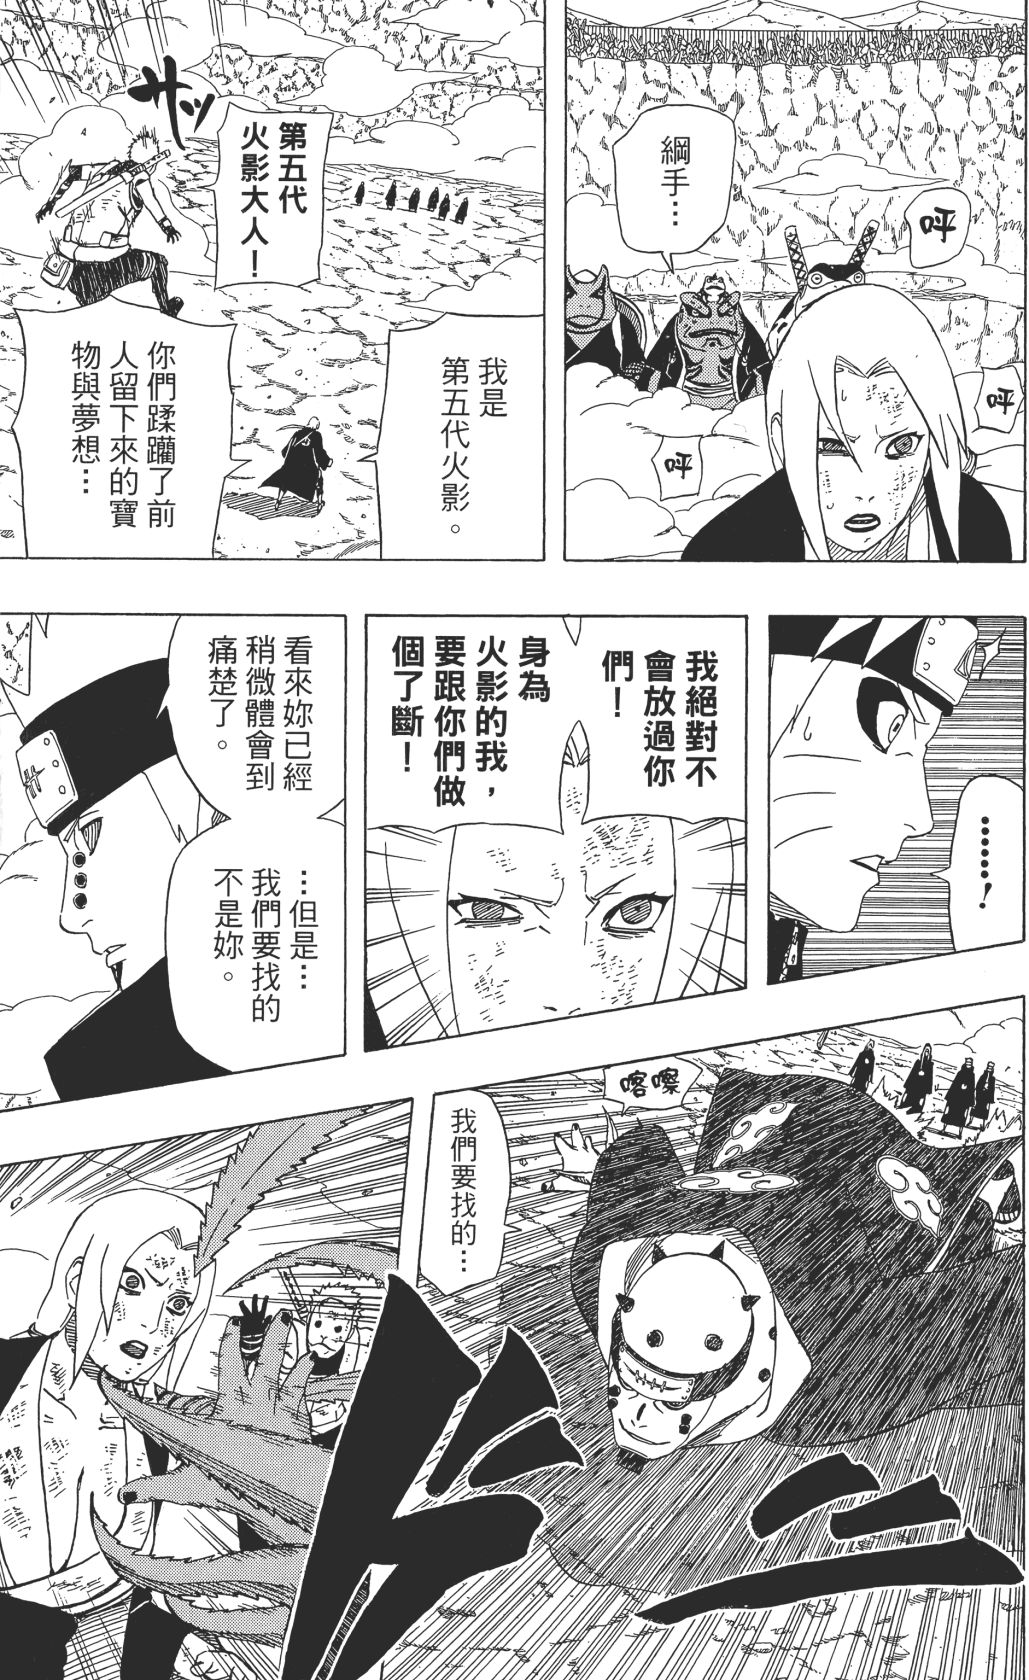 綱手…
呼
呼
呼
第五代
火影大人！
サッ
我是
第五代火影。
你們蹂躪了前
人留下來的寶
物與夢想…
……！
我絕對不
會放過你
們！
身為
火影的我，
要跟你們做
個了斷！
看來妳已經
稍微體會到
痛楚了。
…但是…
我們要找的
不是妳。
喀嚓
我們要找的…